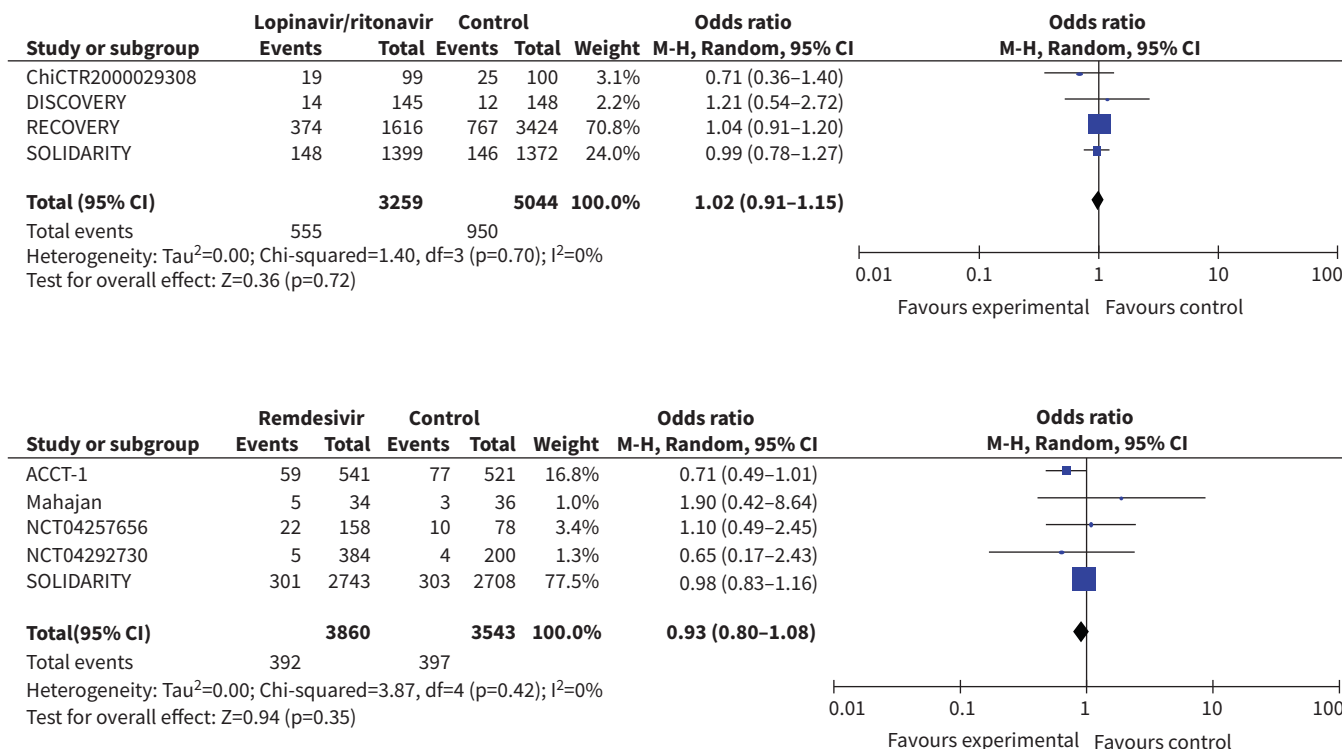 Lopinavir/ritonavir Control Odds ratio Odds ratio
Study or subgroup Events Total Events Total Weight M-H, Random, 95% CI M-H, Random, 95% CI
ChiCTR2000029308 19 99 25 100 3.1% 0.71 (0.36–1.40)
DISCOVERY 14 145 12 148 2.2% 1.21 (0.54–2.72)
RECOVERY 374 1616 767 3424 70.8% 1.04 (0.91–1.20)
SOLIDARITY 148 1399 146 1372 24.0% 0.99 (0.78–1.27)
Total (95% CI) 3259 5044 100.0% 1.02 (0.91–1.15)
Total events 555 950
Heterogeneity: Tau²=0.00; Chi-squared=1.40, df=3 (p=0.70); I²=0%
Test for overall effect: Z=0.36 (p=0.72)
0.01 0.1 1 10 100
Favours experimental Favours control
Remdesivir Control Odds ratio Odds ratio
Study or subgroup Events Total Events Total Weight M-H, Random, 95% CI M-H, Random, 95% CI
ACCT-1 59 541 77 521 16.8% 0.71 (0.49–1.01)
Mahajan 5 34 3 36 1.0% 1.90 (0.42–8.64)
NCT04257656 22 158 10 78 3.4% 1.10 (0.49–2.45)
NCT04292730 5 384 4 200 1.3% 0.65 (0.17–2.43)
SOLIDARITY 301 2743 303 2708 77.5% 0.98 (0.83–1.16)
Total(95% CI) 3860 3543 100.0% 0.93 (0.80–1.08)
Total events 392 397
Heterogeneity: Tau²=0.00; Chi-squared=3.87, df=4 (p=0.42); I²=0%
Test for overall effect: Z=0.94 (p=0.35)
0.01 0.1 1 10 100
Favours experimental Favours control